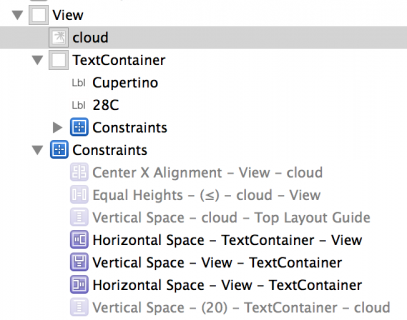 View
cloud
TextContainer
Lbl Cupertino
Lbl 28C
Constraints
Constraints
Center X Alignment - View - cloud
Equal Heights - (≤) - cloud - View
Vertical Space - cloud - Top Layout Guide
Horizontal Space - TextContainer - View
Vertical Space - View - TextContainer
Horizontal Space - View - TextContainer
Vertical Space - (20) - TextContainer - cloud